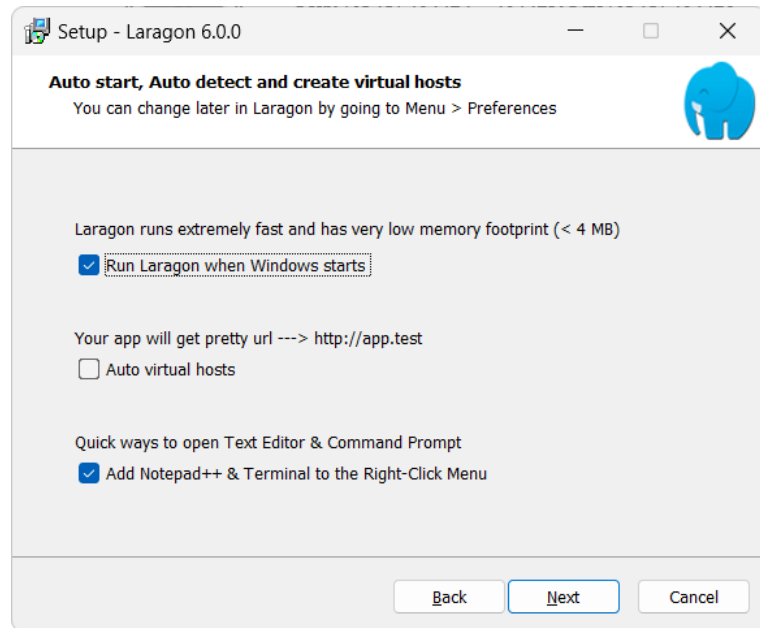 Setup - Laragon 6.0.0
Auto start, Auto detect and create virtual hosts
You can change later in Laragon by going to Menu > Preferences
Laragon runs extremely fast and has very low memory footprint (< 4 MB)
Run Laragon when Windows starts
Your app will get pretty url ---> http://app.test
Auto virtual hosts
Quick ways to open Text Editor & Command Prompt
Add Notepad++ & Terminal to the Right-Click Menu
Back Next Cancel